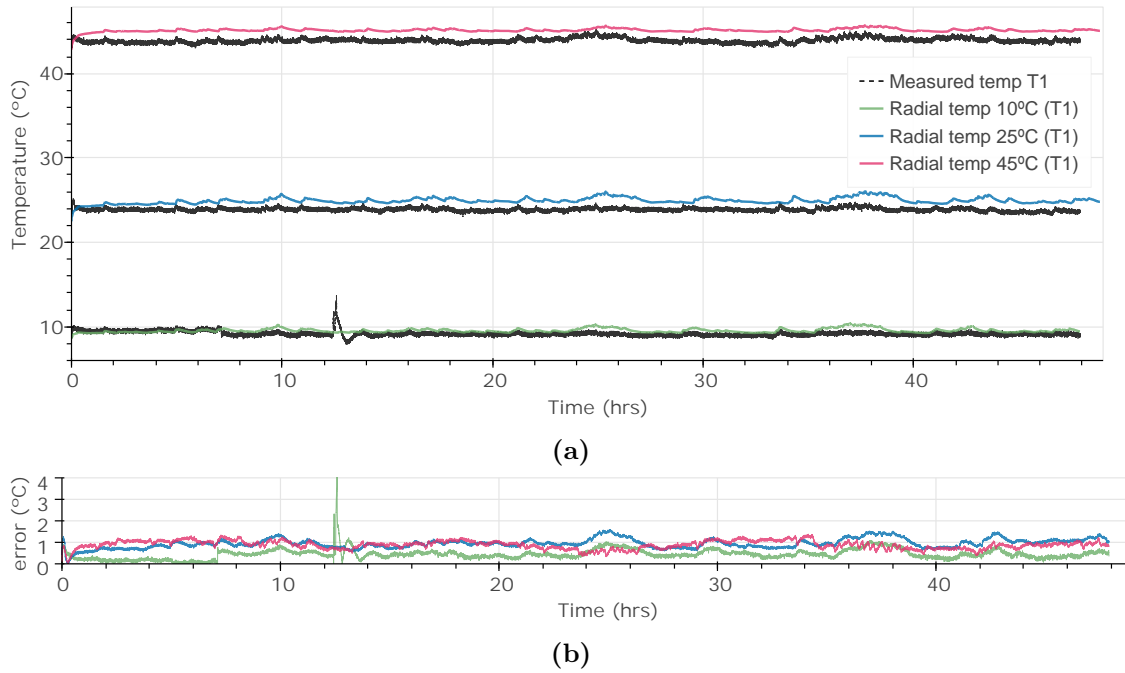 40
30
20
10
0
10
20
30
40
Temperature (°C)
Time (hrs)
Measured temp T1
Radial temp 10ºC (T1)
Radial temp 25ºC (T1)
Radial temp 45ºC (T1)
(a)
4
3
2
1
0
0
10
20
30
40
error (°C)
Time (hrs)
(b)